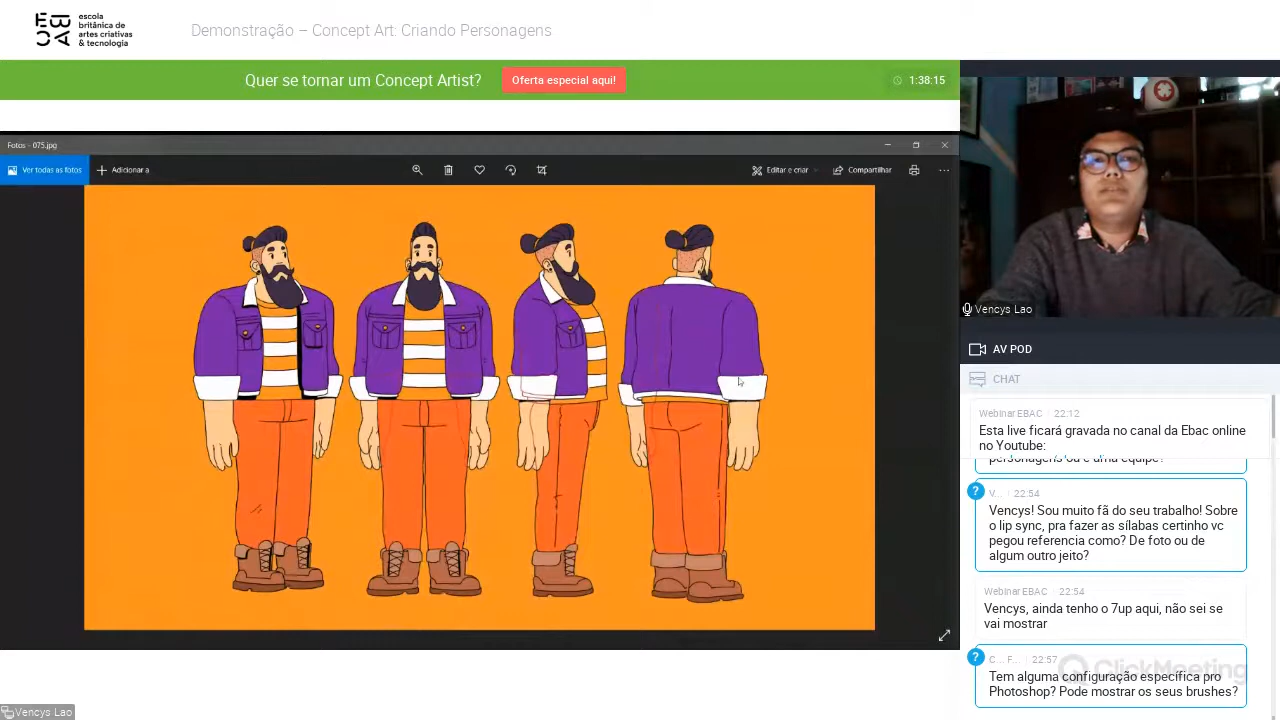 escola
britânica de
artes criativas
& tecnologia
EBAC
Demonstração – Concept Art: Criando Personagens
Quer se tornar um Concept Artist?
Oferta especial aqui!
1:38:15
Fotos - 075.jpg
Ver todas as fotos
Adicionar a
Editar e criar
Compartilhar
Vencys Lao
AV POD
CHAT
Webinar EBAC 22:12
Esta live ficará gravada no canal da Ebac online
no Youtube:
personagens ou é uma equipe?
? V... 22:54
Vencys! Sou muito fã do seu trabalho! Sobre
o lip sync, pra fazer as sílabas certinho vc
pegou referencia como? De foto ou de
algum outro jeito?
Webinar EBAC 22:54
Vencys, ainda tenho o 7up aqui, não sei se
vai mostrar
? C... F... 22:57
Tem alguma configuração específica pro
Photoshop? Pode mostrar os seus brushes?
ClickMeeting
Vencys Lao